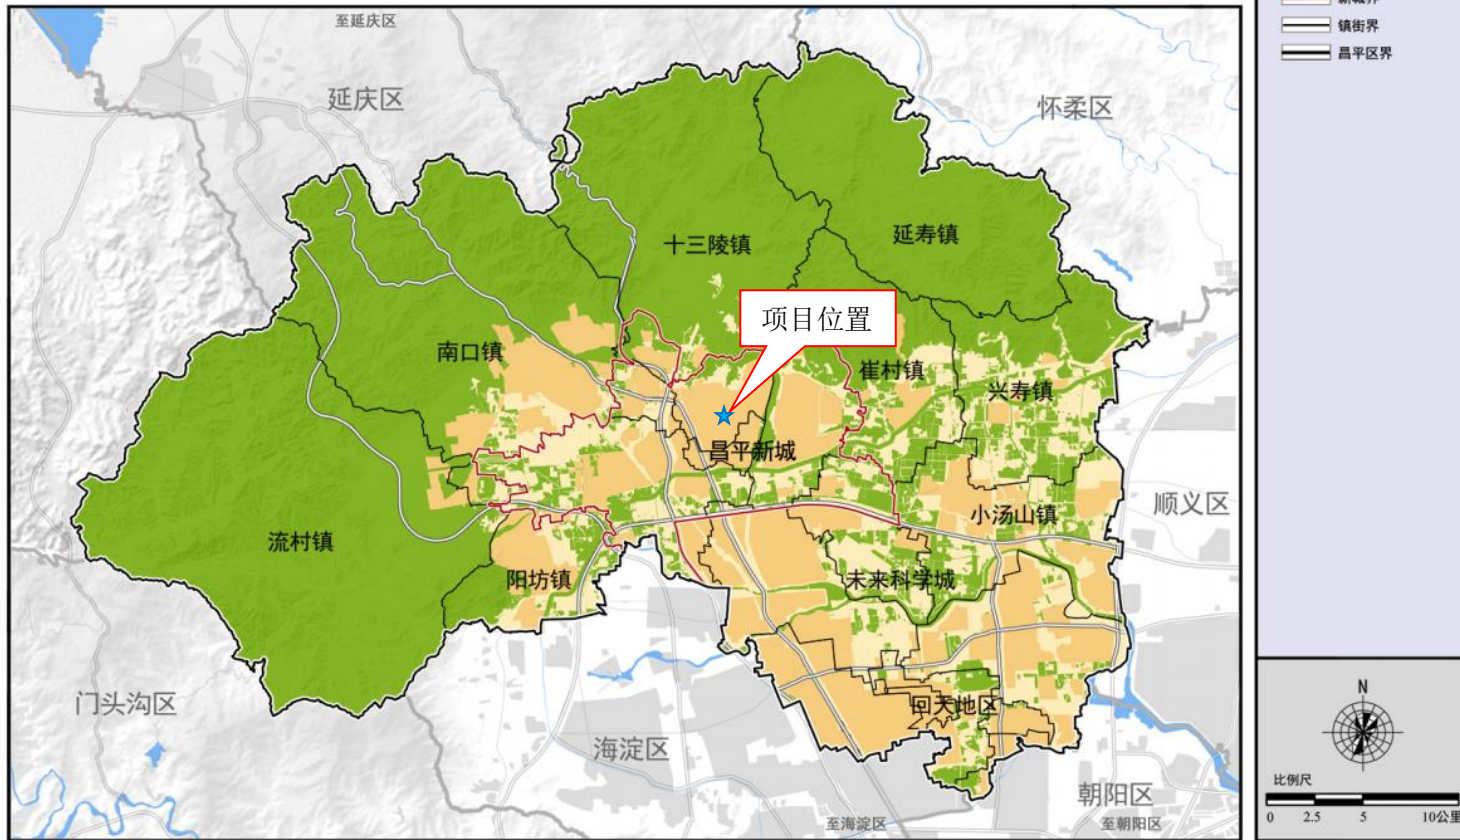 新城界
镇街界
昌平区界
至延庆区
延庆区
怀柔区
十三陵镇
延寿镇
项目位置
南口镇
崔村镇
兴寿镇
昌平新城
顺义区
小汤山镇
流村镇
阳坊镇
未来科学城
门头沟区
回天地区
海淀区
朝阳区
至海淀区
至朝阳区
N
比例尺
0 2.5 5 10公里